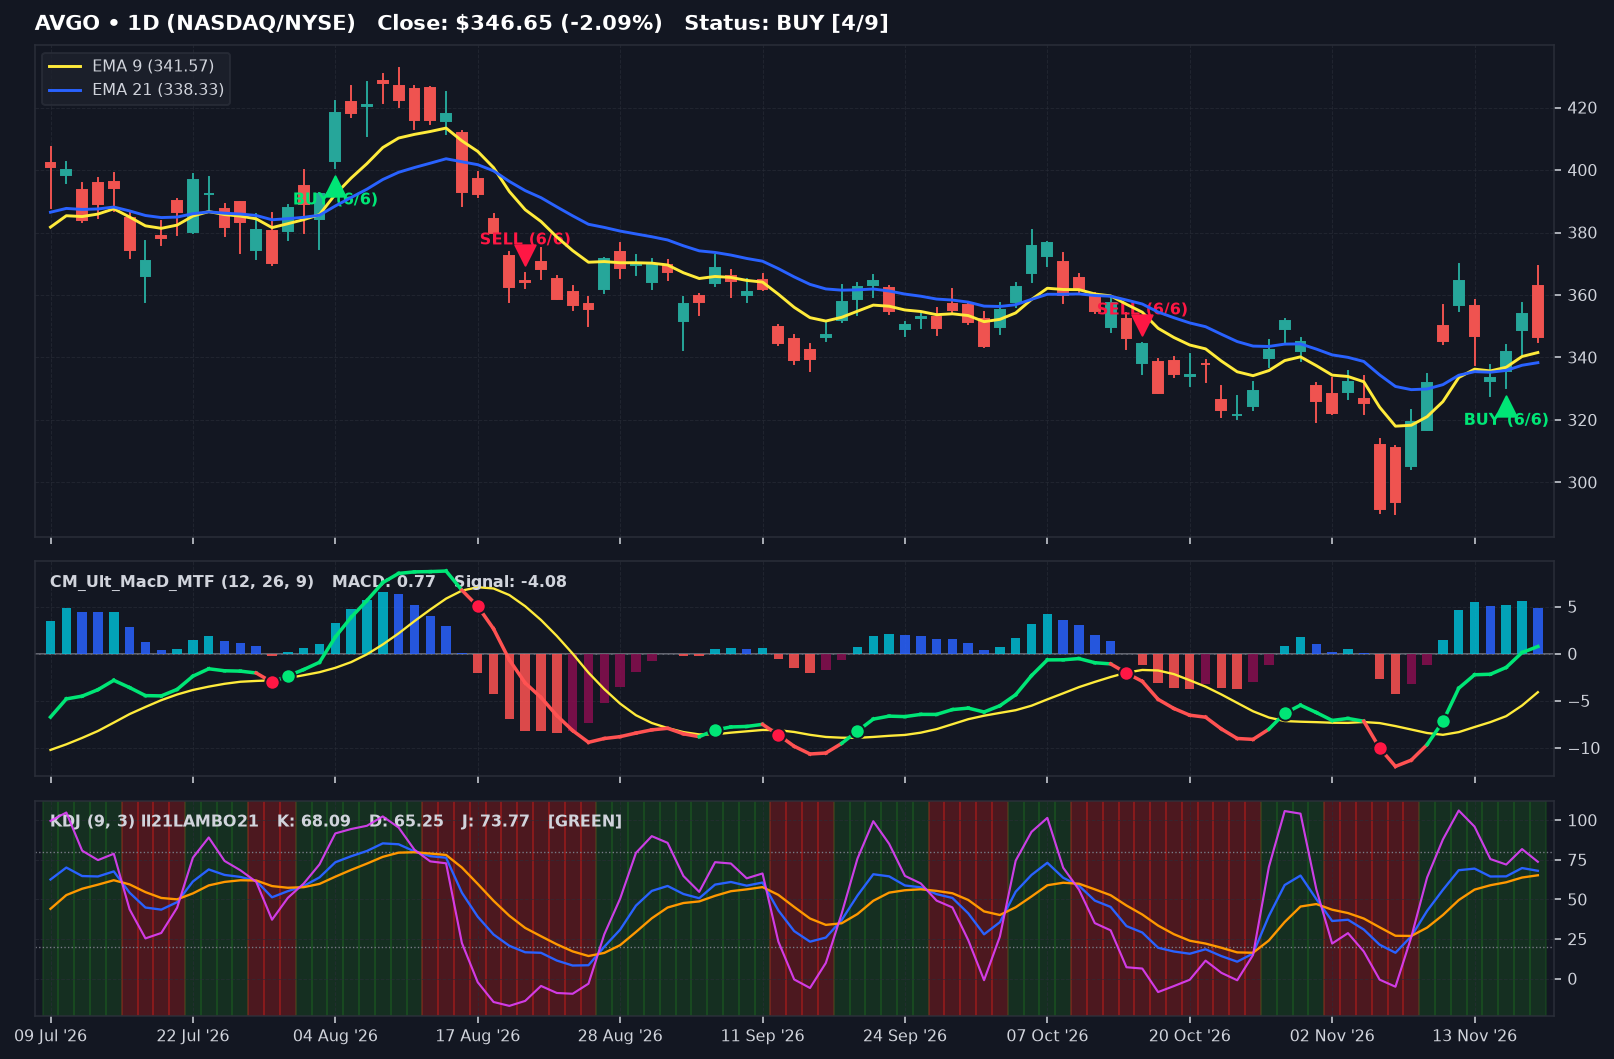 AVGO • 1D (NASDAQ/NYSE)   Close: $346.65 (-2.09%)   Status: BUY [4/9]
EMA 9 (341.57)
EMA 21 (338.33)
420
400
380
360
340
320
300
BUY (6/6)
SELL (6/6)
SELL (6/6)
BUY (6/6)
CM_Ult_MacD_MTF (12, 26, 9)   MACD: 0.77   Signal: -4.08
5
0
−5
−10
KDJ (9, 3) II21LAMBO21   K: 68.09   D: 65.25   J: 73.77   [GREEN]
100
75
50
25
0
09 Jul '26
22 Jul '26
04 Aug '26
17 Aug '26
28 Aug '26
11 Sep '26
24 Sep '26
07 Oct '26
20 Oct '26
02 Nov '26
13 Nov '26